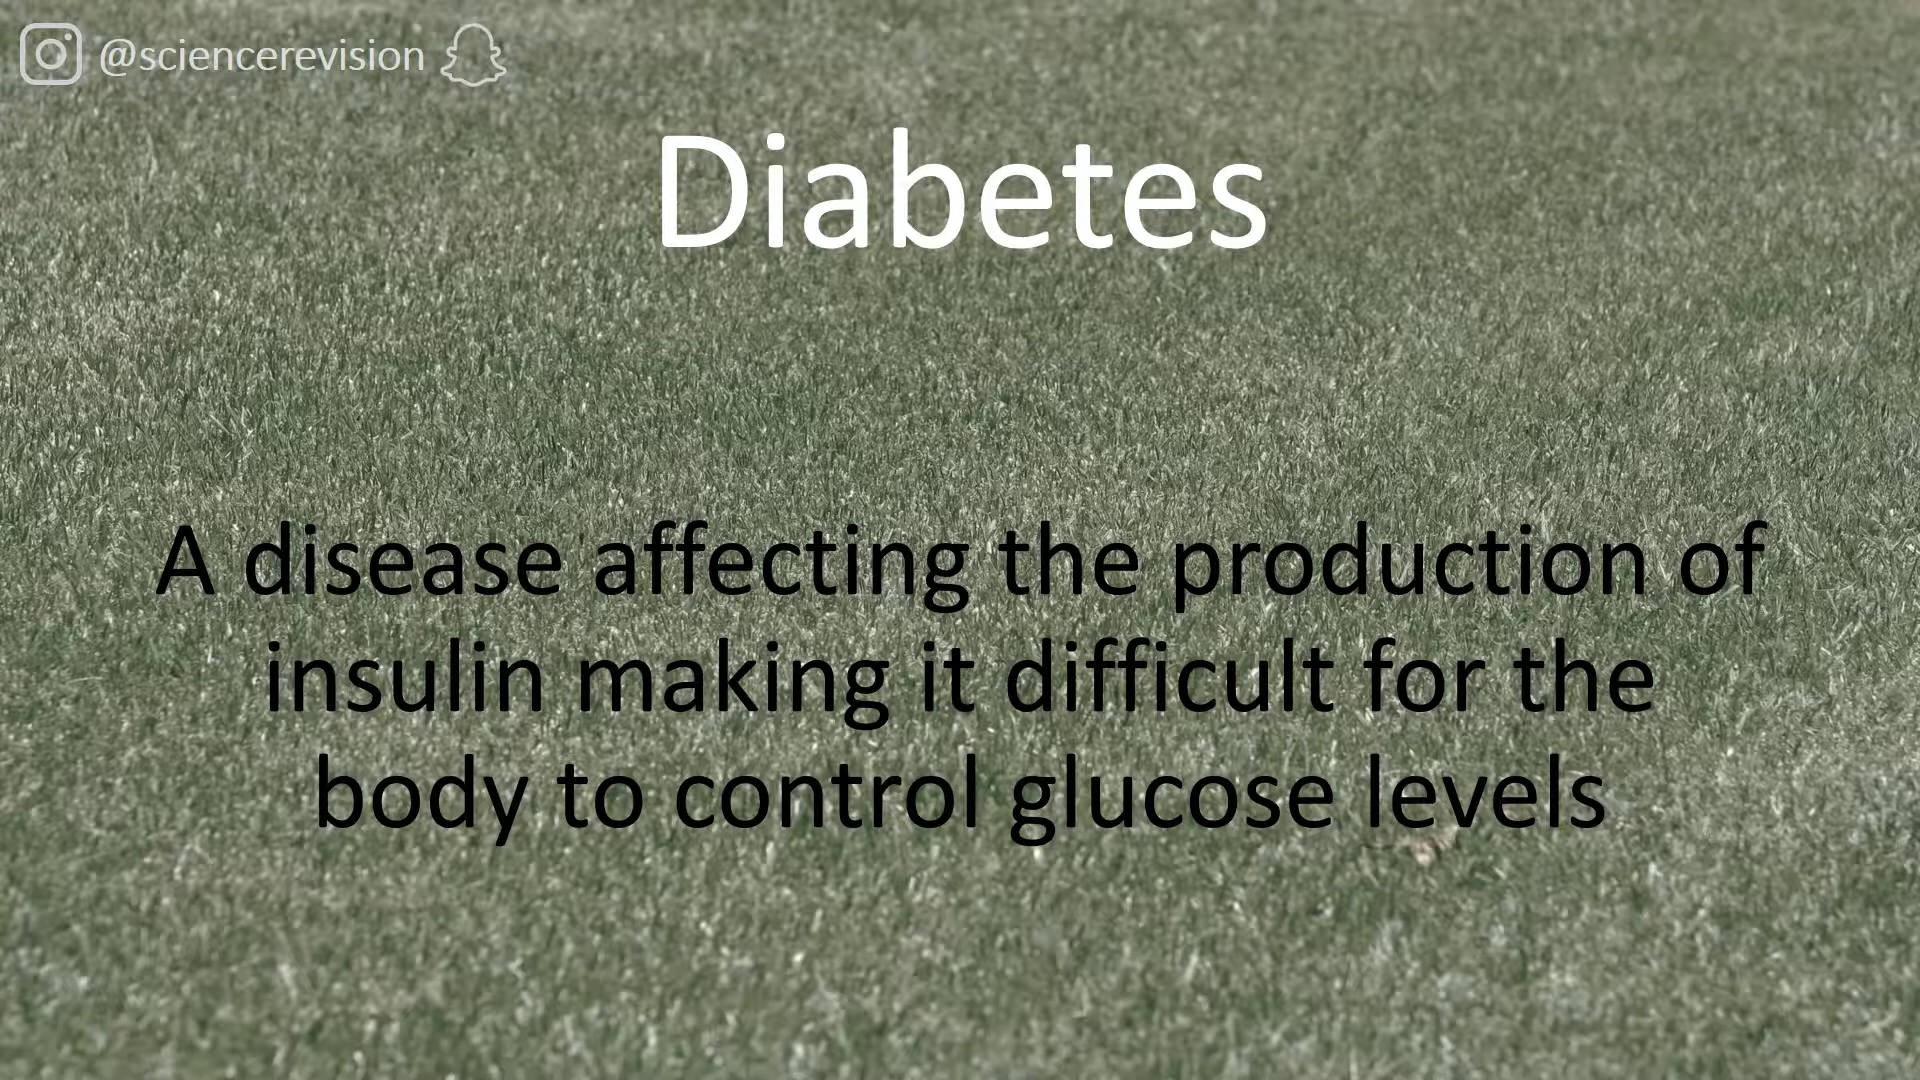 @sciencerevision
Diabetes
A disease affecting the production of
insulin making it difficult for the
body to control glucose levels